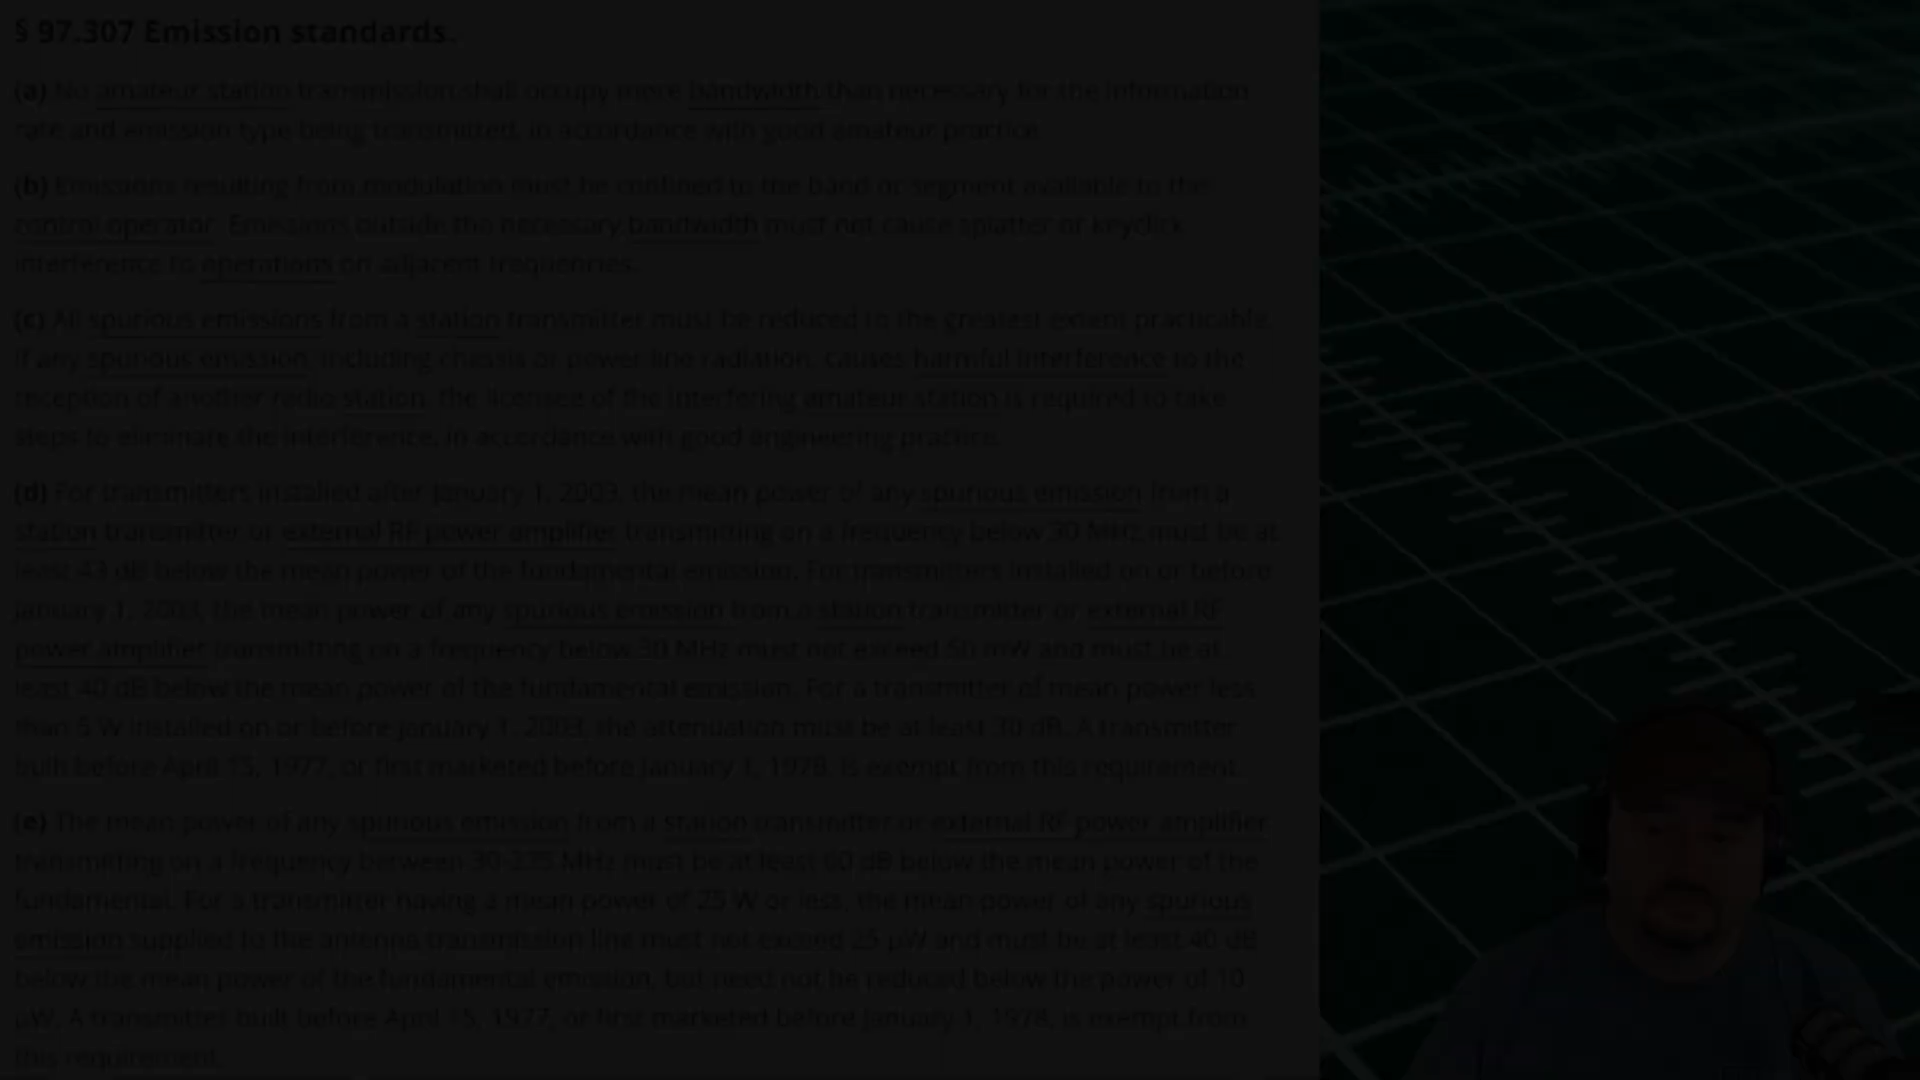 § 97.307 Emission standards.
(a) No amateur station transmission shall occupy more bandwidth than necessary for the information
rate and emission type being transmitted, in accordance with good amateur practice.
(b) Emissions resulting from modulation must be confined to the band or segment available to the
control operator. Emissions outside the necessary bandwidth must not cause splatter or keyclick
interference to operations on adjacent frequencies.
(c) All spurious emissions from a station transmitter must be reduced to the greatest extent practicable.
If any spurious emission, including chassis or power line radiation, causes harmful interference to the
reception of another radio station, the licensee of the interfering amateur station is required to take
steps to eliminate the interference, in accordance with good engineering practice.
(d) For transmitters installed after January 1, 2003, the mean power of any spurious emission from a
station transmitter or external RF power amplifier transmitting on a frequency below 30 MHz must be at
least 43 dB below the mean power of the fundamental emission. For transmitters installed on or before
January 1, 2003, the mean power of any spurious emission from a station transmitter or external RF
power amplifier transmitting on a frequency below 30 MHz must not exceed 50 mW and must be at
least 40 dB below the mean power of the fundamental emission. For a transmitter of mean power less
than 5 W installed on or before January 1, 2003, the attenuation must be at least 30 dB. A transmitter
built before April 15, 1977, or first marketed before January 1, 1978, is exempt from this requirement.
(e) The mean power of any spurious emission from a station transmitter or external RF power amplifier
transmitting on a frequency between 30-225 MHz must be at least 60 dB below the mean power of the
fundamental. For a transmitter having a mean power of 25 W or less, the mean power of any spurious
emission supplied to the antenna transmission line must not exceed 25 µW and must be at least 40 dB
below the mean power of the fundamental emission, but need not be reduced below the power of 10
µW. A transmitter built before April 15, 1977, or first marketed before January 1, 1978, is exempt from
this requirement.